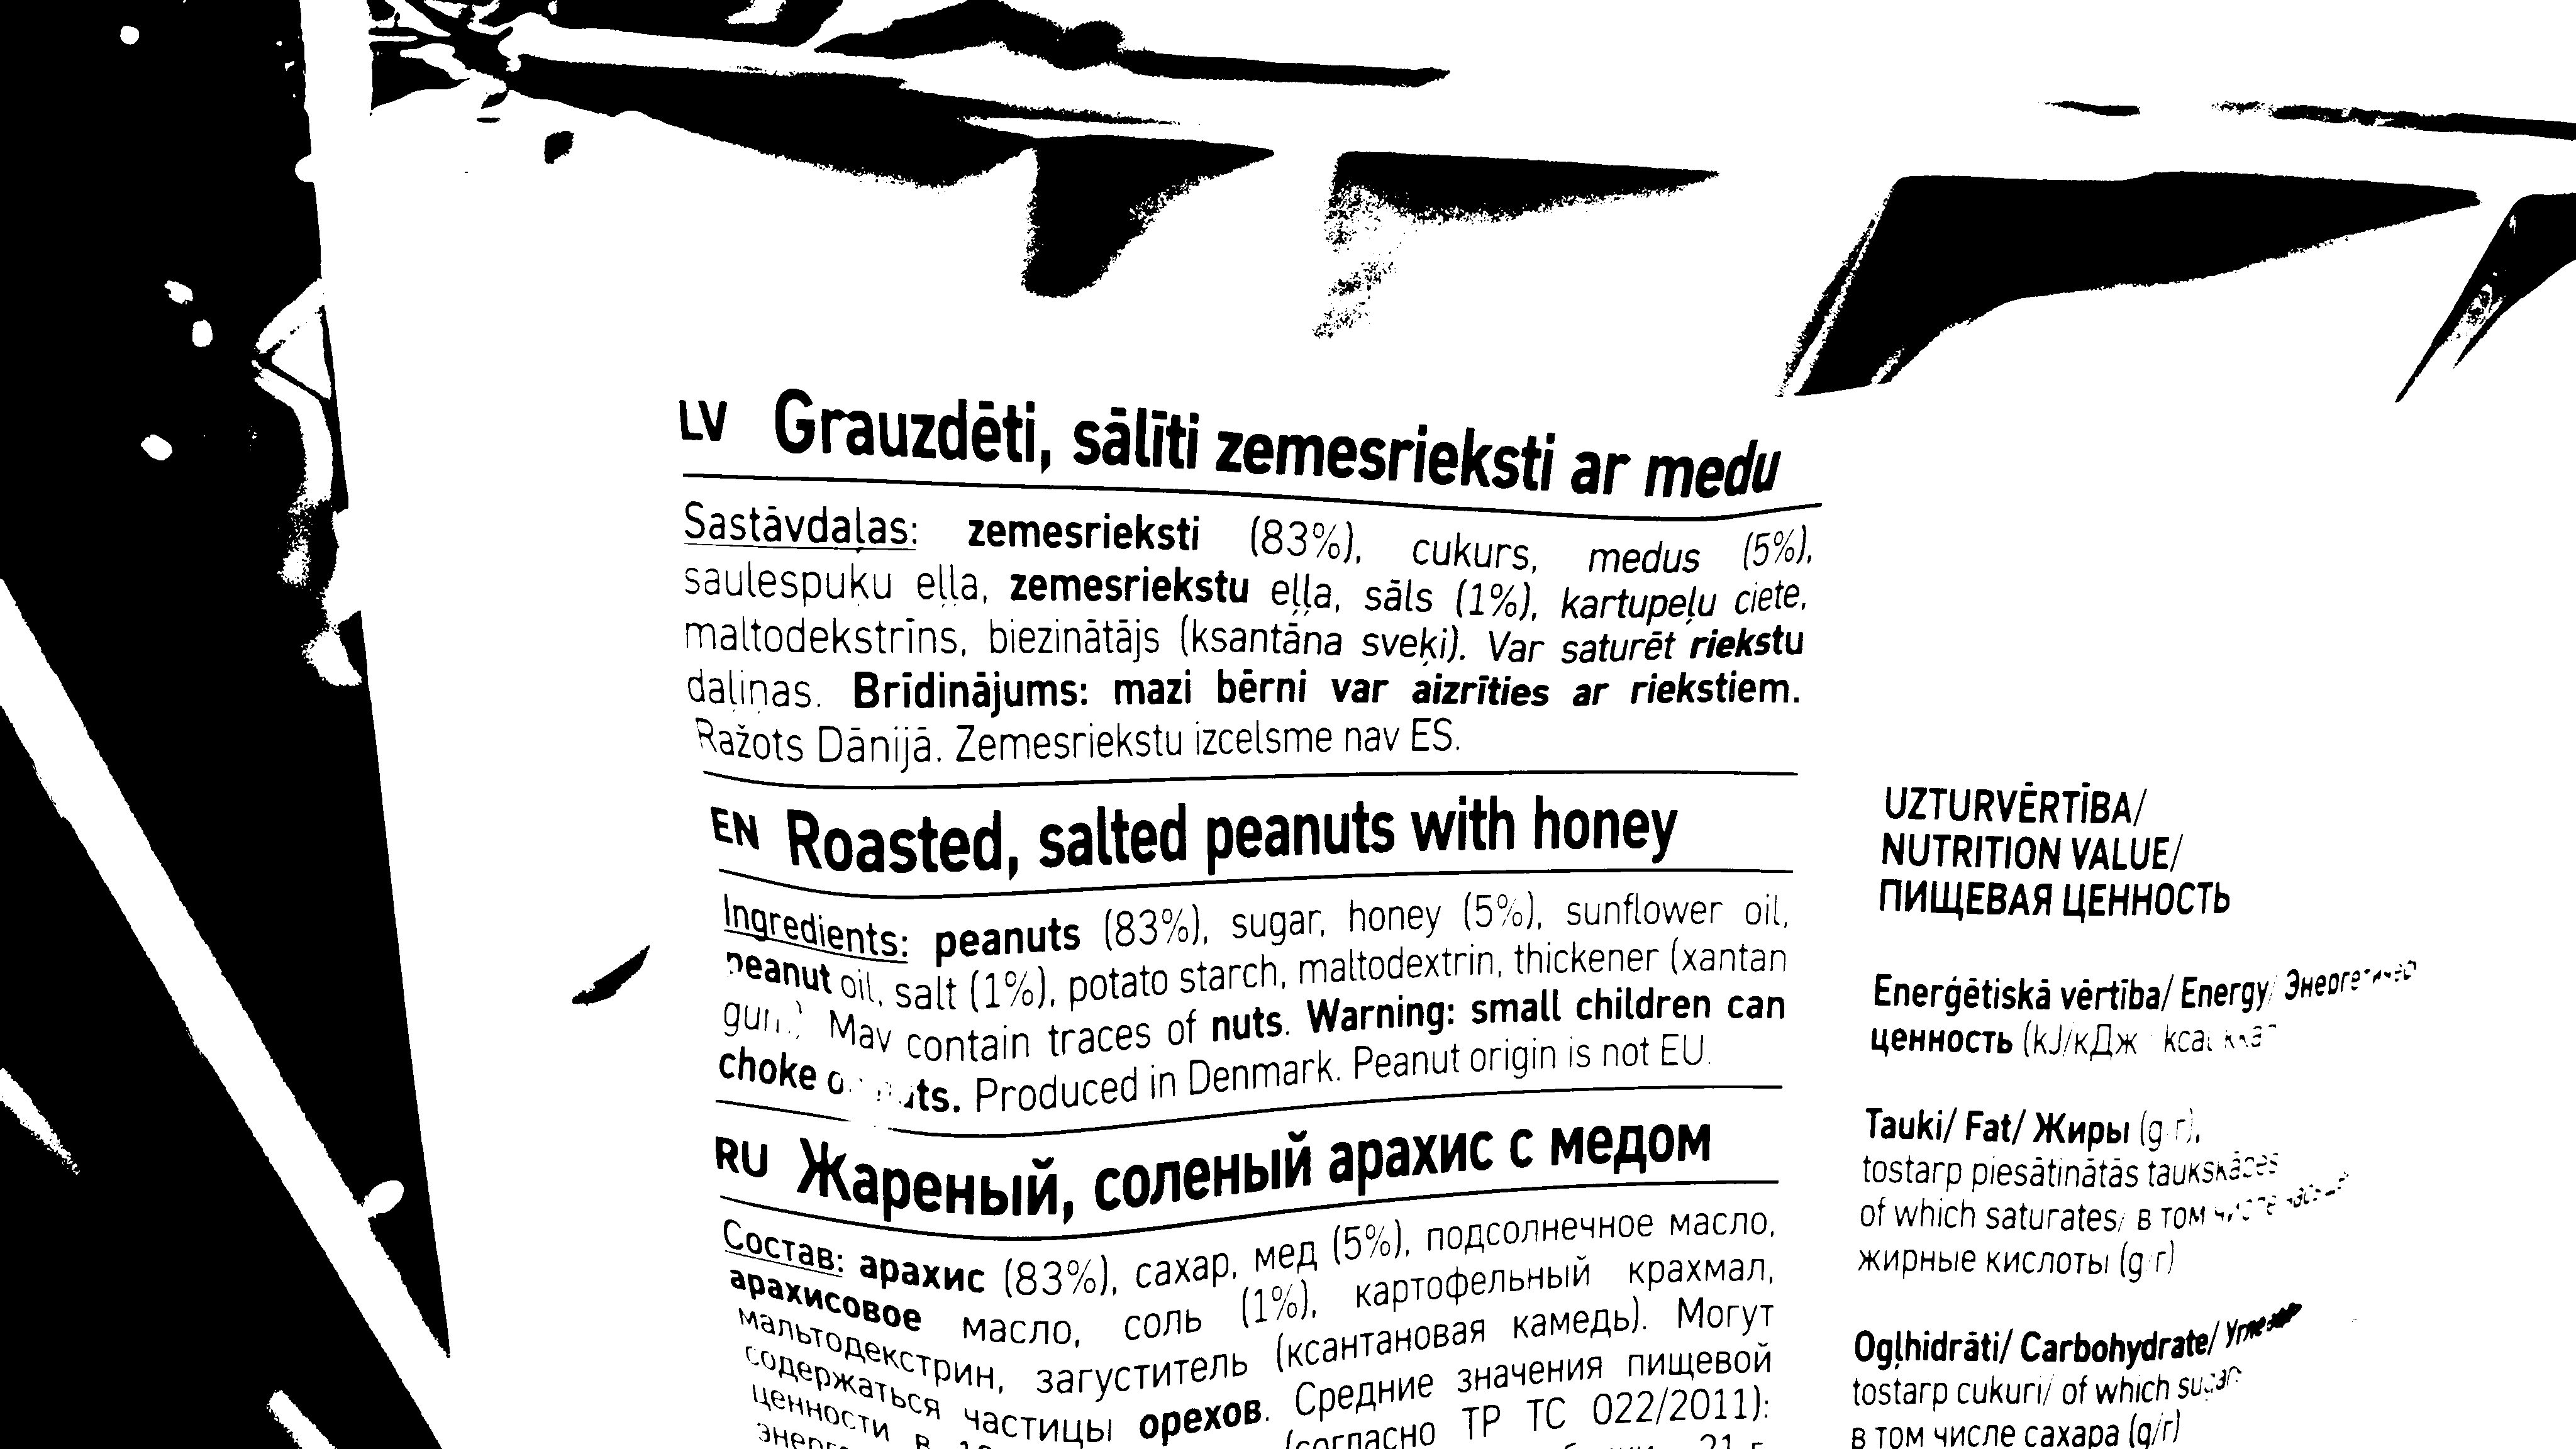 LV Grauzdēti, sālīti zemesrieksti ar medu
Sastāvdaļas: zemesrieksti (83%), cukurs, medus (5%),
saulespuķu eļļa, zemesriekstu eļļa, sāls (1%), kartupeļu ciete,
maltodekstrīns, biezinātājs (ksantāna sveķi). Var saturēt riekstu
daļiņas. Brīdinājums: mazi bērni var aizrīties ar riekstiem.
Ražots Dānijā. Zemesriekstu izcelsme nav ES.
EN Roasted, salted peanuts with honey
Ingredients: peanuts (83%), sugar, honey (5%), sunflower oil,
peanut oil, salt (1%), potato starch, maltodextrin, thickener (xantan
gum). May contain traces of nuts. Warning: small children can
choke on nuts. Produced in Denmark. Peanut origin is not EU.
RU Жареный, соленый арахис с медом
Состав: арахис (83%), сахар, мед (5%), подсолнечное масло,
арахисовое масло, соль (1%), картофельный крахмал,
мальтодекстрин, загуститель (ксантановая камедь). Могут
содержаться частицы орехов. Средние значения пищевой
ценности в (согласно ТР ТС 022/2011):
21 г
UZTURVĒRTĪBA/
NUTRITION VALUE/
ПИЩЕВАЯ ЦЕННОСТЬ
Enerģētiskā vērtība/ Energy/
ценность (kJ/кДж kcal
Tauki/ Fat/ Жиры (g/г),
tostarp piesātinātās taukskābes
of which saturates/ в том числе
жирные кислоты (g/г)
Ogļhidrāti/ Carbohydrate/
tostarp cukuri/ of which sugar
в том числе сахара (g/г)